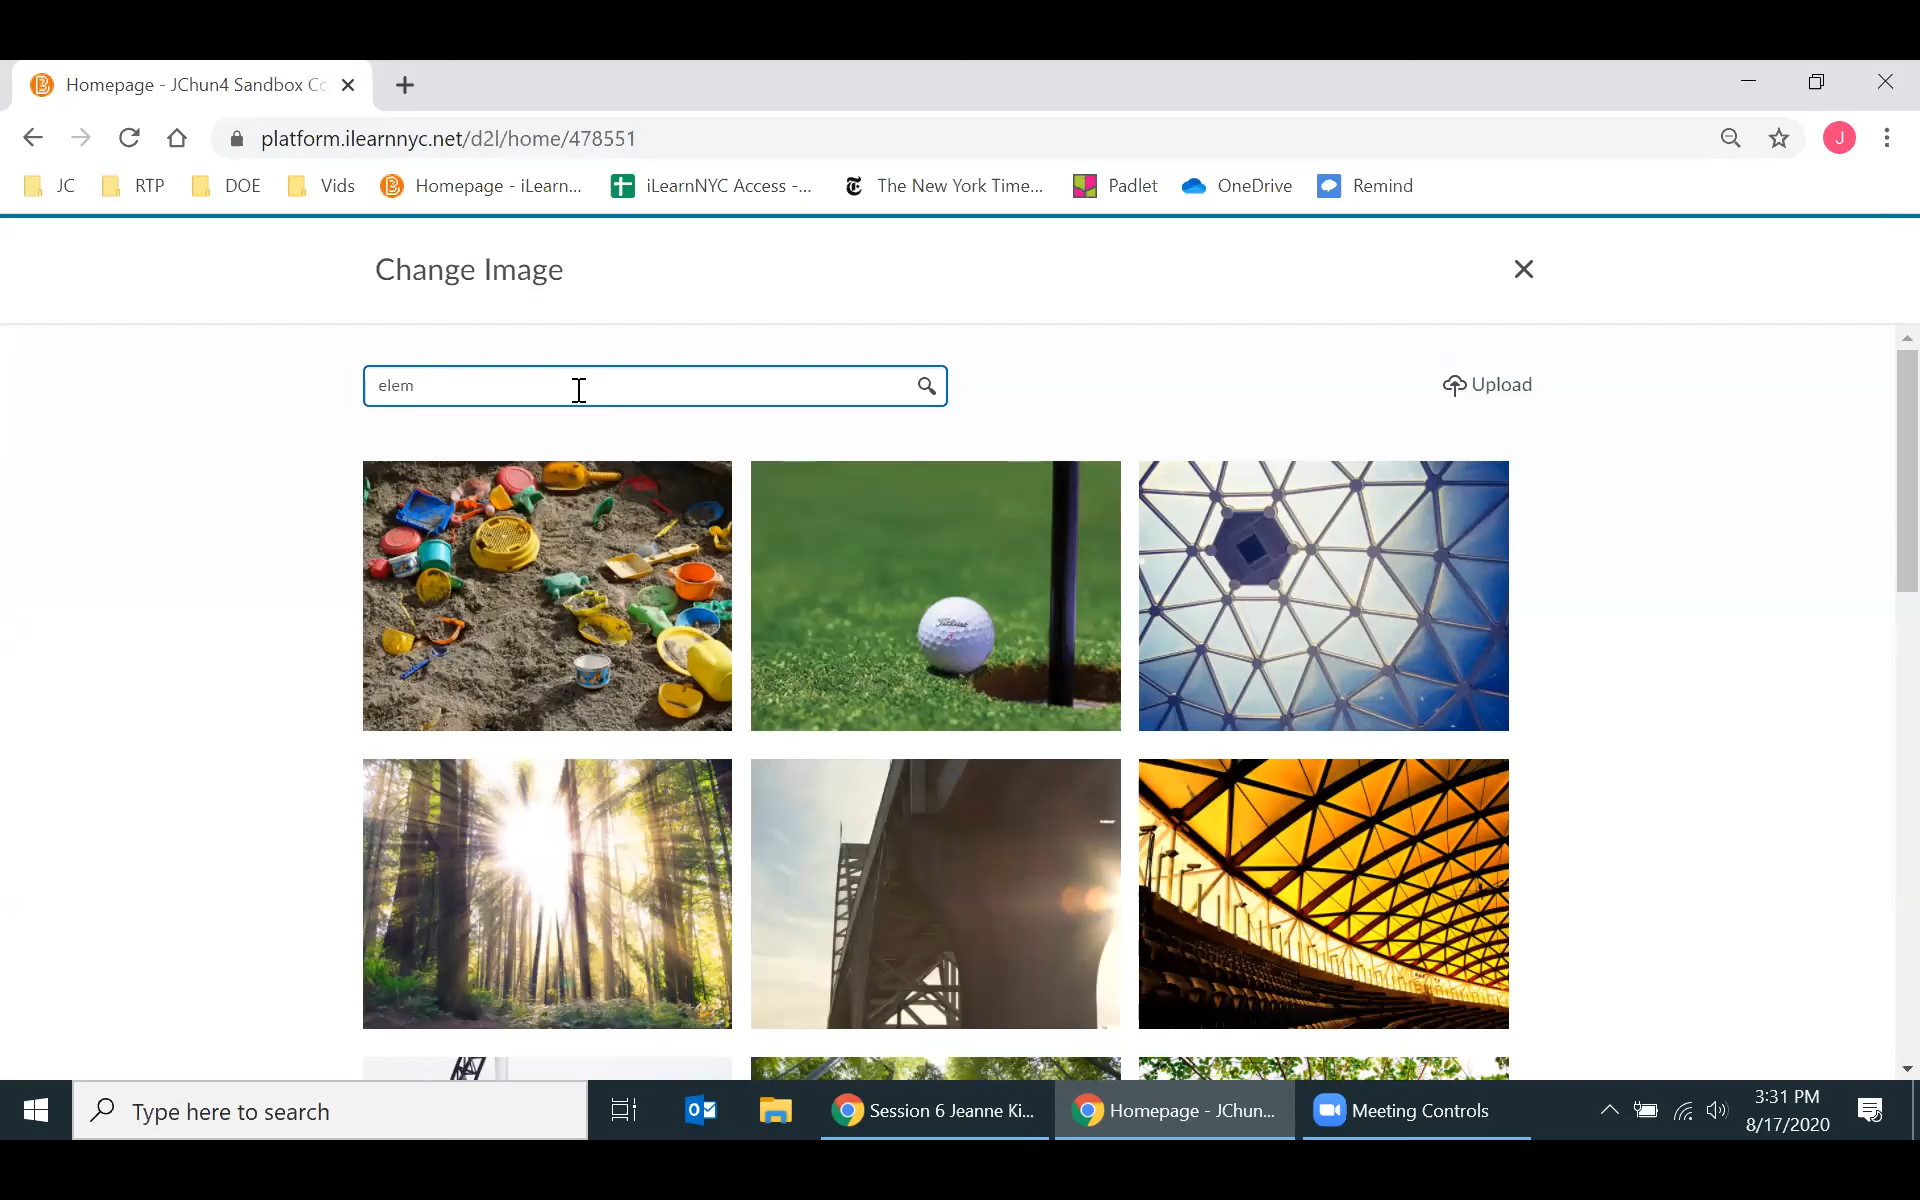 Homepage - JChun4 Sandbox Co
platform.ilearnnyc.net/d2l/home/478551
J
JC
RTP
DOE
Vids
Homepage - iLearn...
iLearnNYC Access -...
The New York Time...
Padlet
OneDrive
Remind
Change Image
elem
Upload
Titleist
Type here to search
Session 6 Jeanne Ki...
Homepage - JChun...
Meeting Controls
3:31 PM
8/17/2020